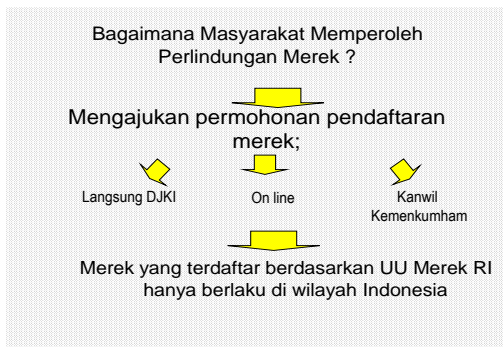 Bagaimana Masyarakat Memperoleh
Perlindungan Merek ?
Mengajukan permohonan pendaftaran
merek;
Langsung DJKI
On line
Kanwil
Kemenkumham
Merek yang terdaftar berdasarkan UU Merek RI
hanya berlaku di wilayah Indonesia